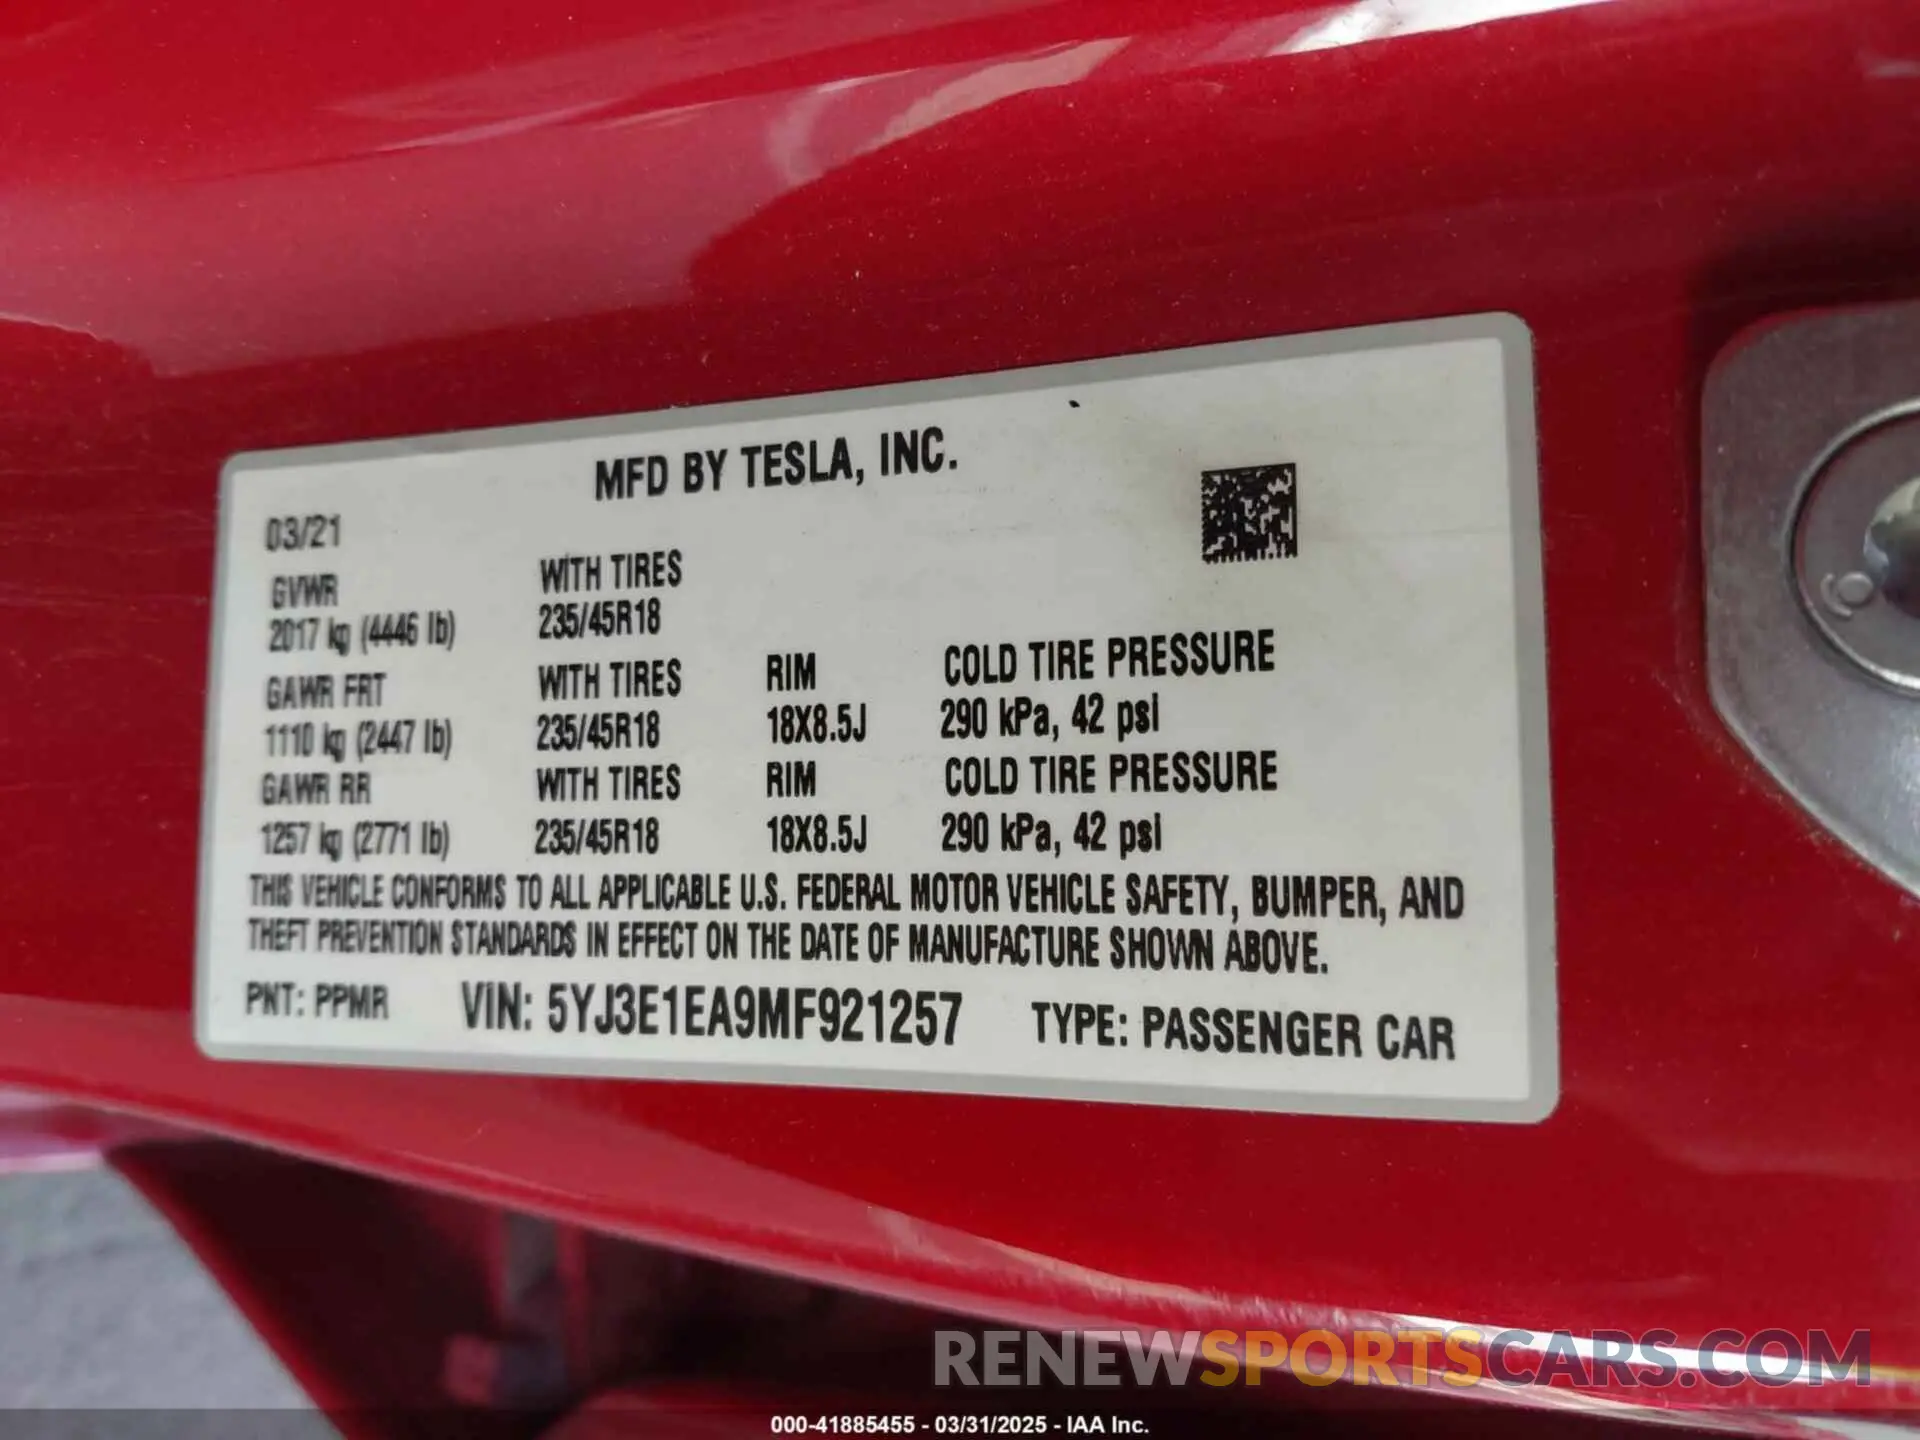 MFD BY TESLA, INC.
03/21
GVWR WITH TIRES
2017 kg (4446 lb) 235/45R18
GAWR FRT WITH TIRES RIM COLD TIRE PRESSURE
1110 kg (2447 lb) 235/45R18 18X8.5J 290 kPa, 42 psi
GAWR RR WITH TIRES RIM COLD TIRE PRESSURE
1257 kg (2771 lb) 235/45R18 18X8.5J 290 kPa, 42 psi
THIS VEHICLE CONFORMS TO ALL APPLICABLE U.S. FEDERAL MOTOR VEHICLE SAFETY, BUMPER, AND
THEFT PREVENTION STANDARDS IN EFFECT ON THE DATE OF MANUFACTURE SHOWN ABOVE.
PNT: PPMR VIN: 5YJ3E1EA9MF921257 TYPE: PASSENGER CAR
RENEWSPORTSCARS.COM
000-41885455 - 03/31/2025 - IAA Inc.